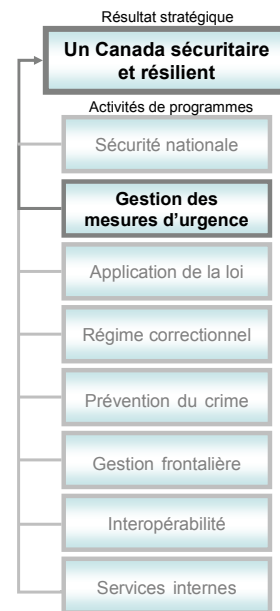 Résultat stratégique
Un Canada sécuritaire
et résilient
Activités de programmes
Sécurité nationale
Gestion des
mesures d'urgence
Application de la loi
Régime correctionnel
Prévention du crime
Gestion frontalière
Interopérabilité
Services internes